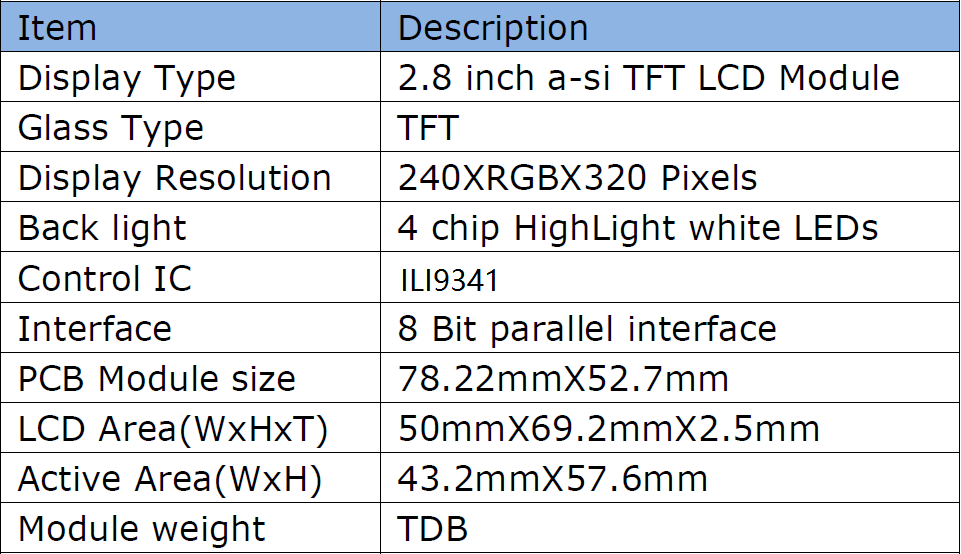 Item Description
Display Type 2.8 inch a-si TFT LCD Module
Glass Type TFT
Display Resolution 240XRGBX320 Pixels
Back light 4 chip HighLight white LEDs
Control IC ILI9341
Interface 8 Bit parallel interface
PCB Module size 78.22mmX52.7mm
LCD Area(WxHxT) 50mmX69.2mmX2.5mm
Active Area(WxH) 43.2mmX57.6mm
Module weight TDB